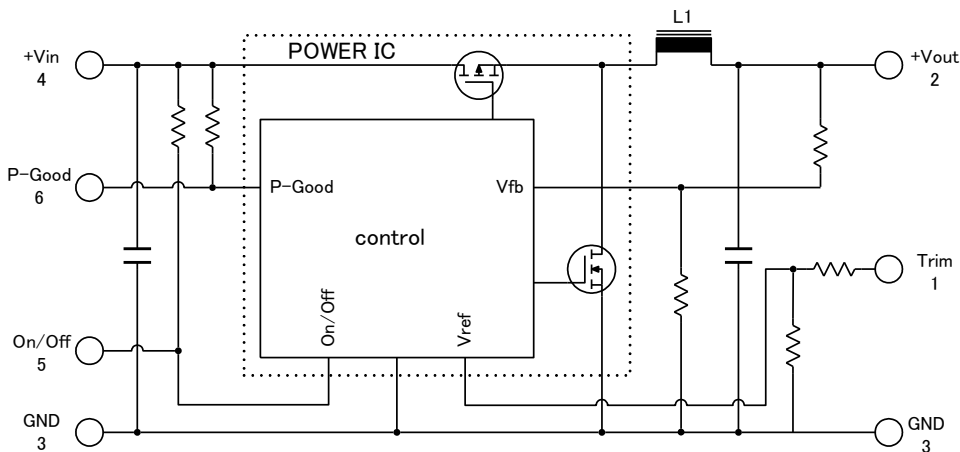 L1
POWER IC
+Vin
4
+Vout
2
P-Good
6
P-Good
Vfb
control
Trim
1
On/Off
Vref
On/Off
5
GND
3
GND
3